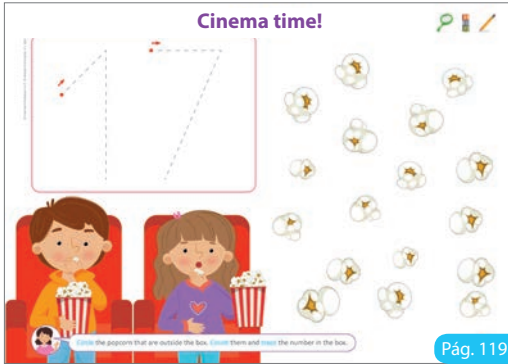 Cinema time!
17
Circle the popcorn that are outside the box. Count them and trace the number in the box.
Pág. 119